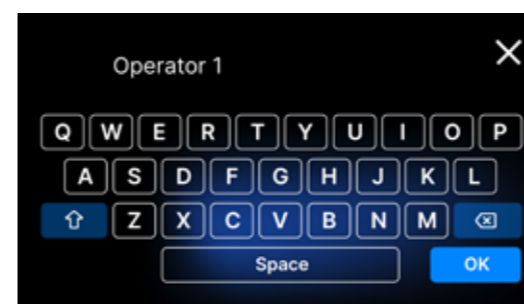 Operator 1
Q W E R T Y U I O P
A S D F G H J K L
Z X C V B N M
Space OK